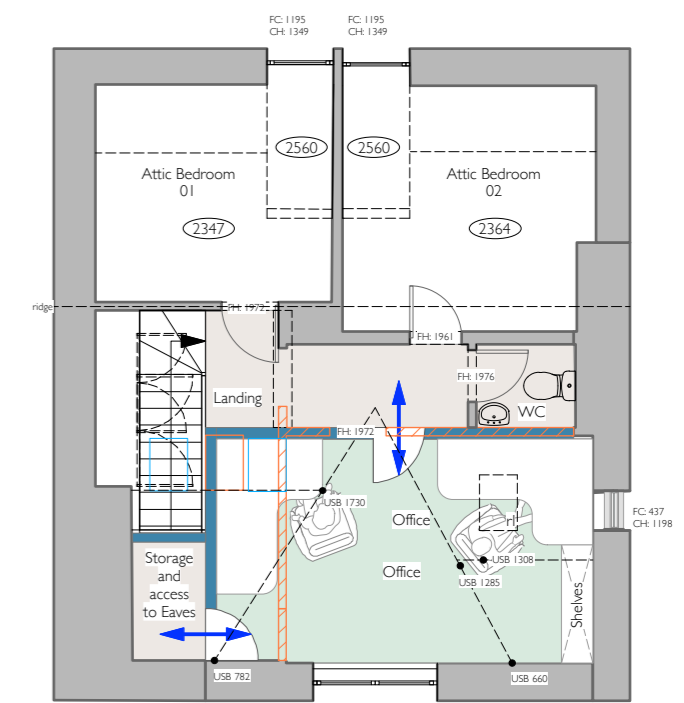 FC: 1195
CH: 1349
FC: 1195
CH: 1349
2560
2560
Attic Bedroom
01
Attic Bedroom
02
2347
2364
ridge
FH: 1972
FH: 1961
FH: 1976
Landing
WC
FH: 1972
USB 1730
Office
rl
FC: 437
CH: 1198
Storage
and
access
to Eaves
Office
USB 1308
USB 1285
Shelves
USB 782
USB 660